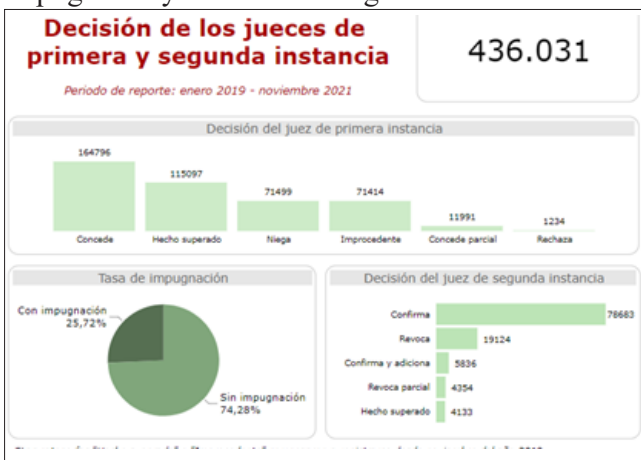 Decisión de los jueces de
primera y segunda instancia
436.031
Periodo de reporte: enero 2019 - noviembre 2021
Decisión del juez de primera instancia
164796
115097
71499
71414
11991
1234
Concede
Hecho superado
Niega
Improcedente
Concede parcial
Rechaza
Tasa de impugnación
Con impugnación
25,72%
Sin impugnación
74,28%
Decisión del juez de segunda instancia
Confirma 78683
Revoca 19124
Confirma y adiciona 5836
Revoca parcial 4354
Hecho superado 4133